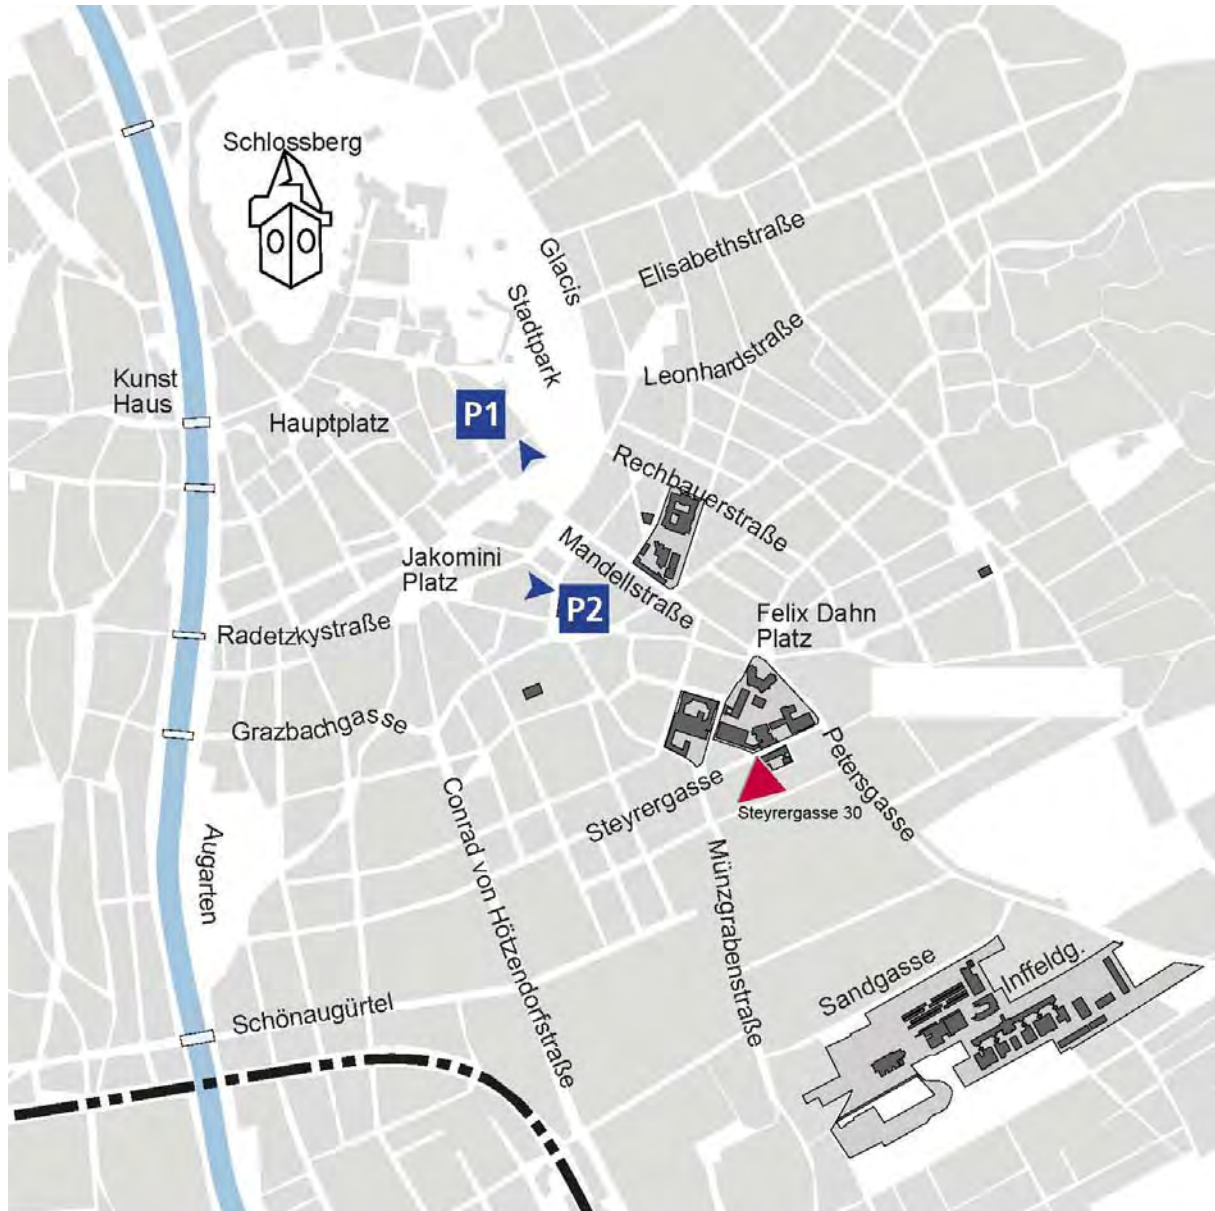 Schlossberg
Glacis
Elisabethstraße
Stadtpark
Leonhardstraße
Kunst
Haus
P1
Hauptplatz
Rechbauerstraße
Mandellstraße
Jakomini
Platz
P2
Felix Dahn
Platz
Radetzkystraße
Grazbachgasse
Petersgasse
Steyrergasse
Steyrergasse 30
Conrad von Hötzendorfstraße
Augarten
Münzgrabenstraße
Sandgasse
Inffeldg.
Schönaugürtel